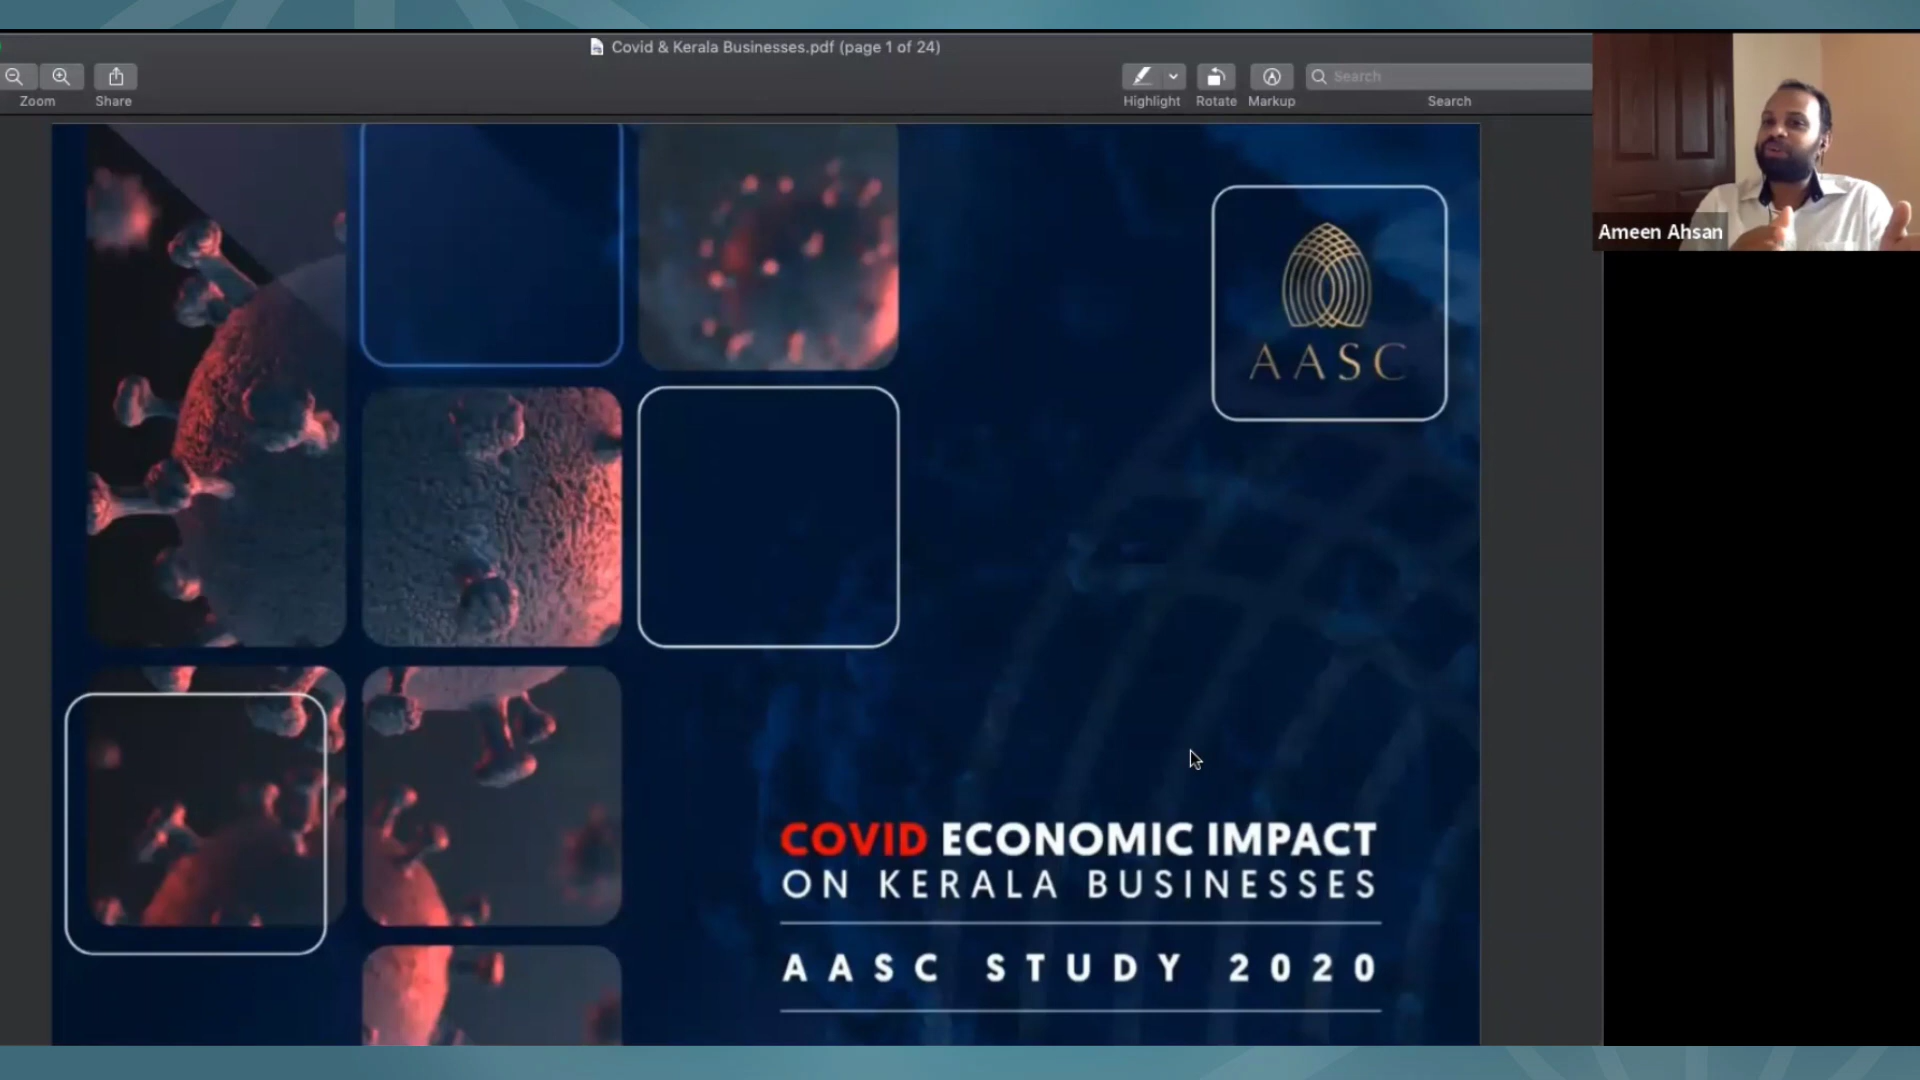 Covid & Kerala Businesses.pdf (page 1 of 24)
Zoom
Share
Highlight
Rotate
Markup
Search
Search
Ameen Ahsan
AASC
COVID ECONOMIC IMPACT
ON KERALA BUSINESSES
AASC STUDY 2020